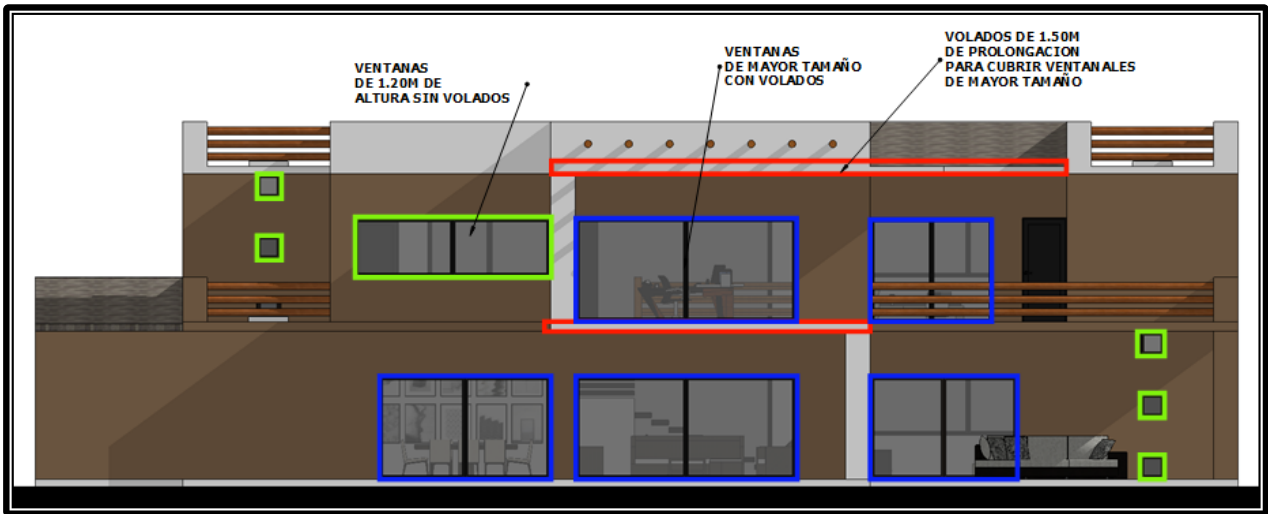 VENTANAS
DE 1.20M DE
ALTURA SIN VOLADOS
VENTANAS
DE MAYOR TAMAÑO
CON VOLADOS
VOLADOS DE 1.50M
DE PROLONGACION
PARA CUBRIR VENTANALES
DE MAYOR TAMAÑO